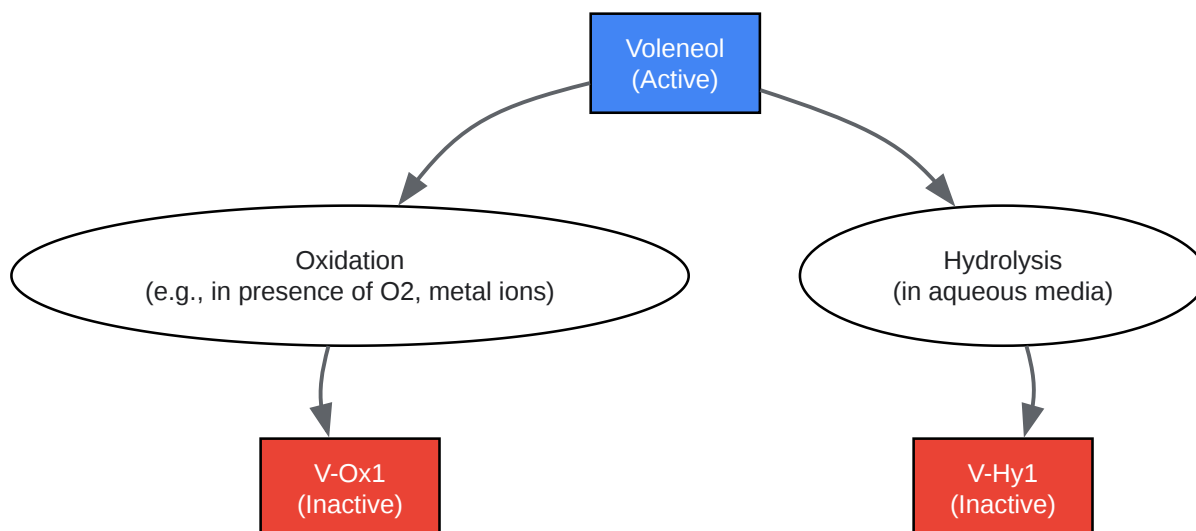 Voleneol
(Active)
Oxidation
(e.g., in presence of O2, metal ions)
Hydrolysis
(in aqueous media)
V-Ox1
(Inactive)
V-Hy1
(Inactive)